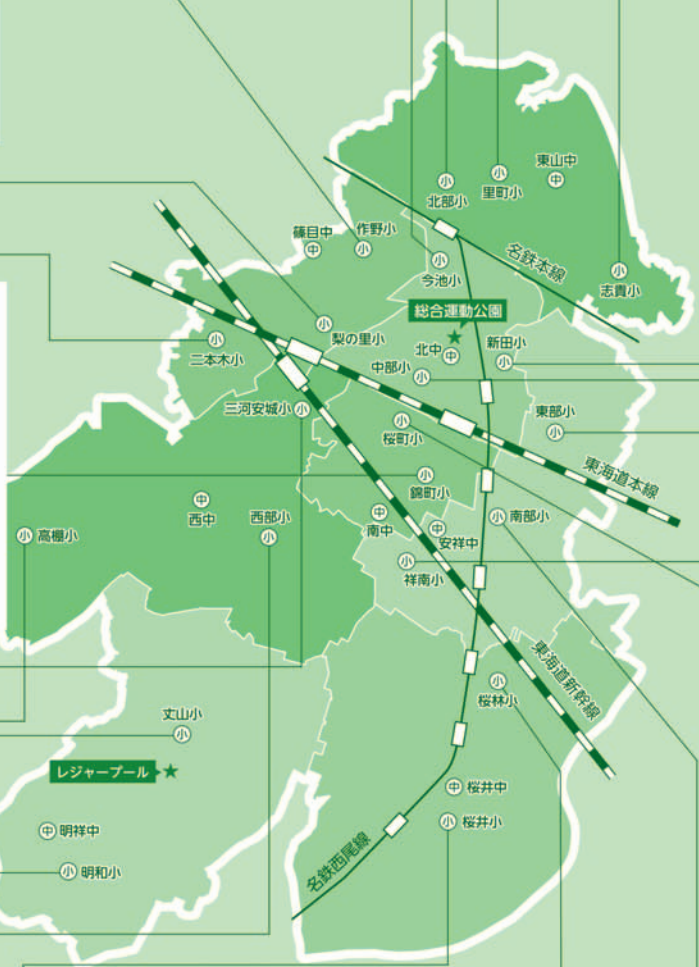 東山中
中
小
北部小
小
里町小
名鉄本線
小
志貴小
篠目中
中
作野小
小
小
今池小
総合運動公園
小
梨の里小
小
二本木小
北中
中
新田小
小
中部小
小
三河安城小
小
小
桜町小
東部小
小
東海道本線
小
錦町小
中
西中
西部小
小
小
高棚小
中
南中
中
安祥中
小
南部小
小
祥南小
東海道新幹線
小
桜林小
丈山小
小
レジャープール
中
桜井中
小
桜井小
中
明祥中
小
明和小
名鉄西尾線